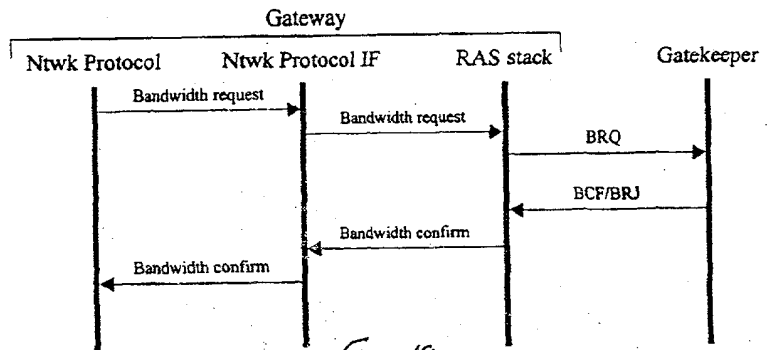 Gateway
Ntwk Protocol Ntwk Protocol IF RAS stack Gatekeeper
Bandwidth request
Bandwidth request
BRQ
BCF/BRJ
Bandwidth confirm
Bandwidth confirm